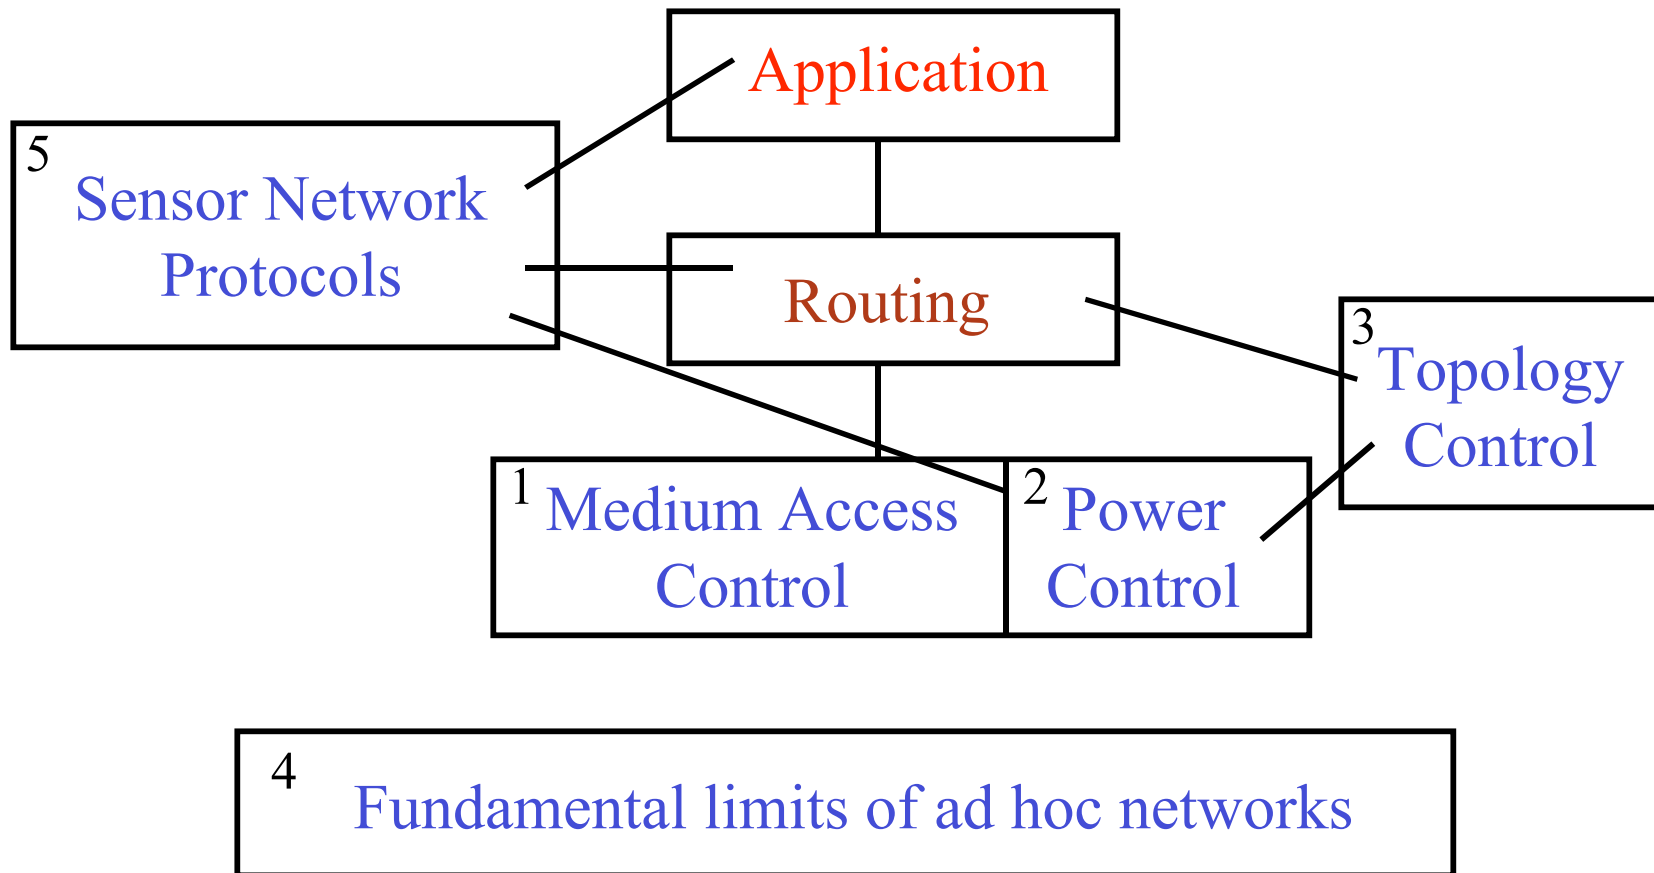 Application
5
Sensor Network
Protocols
Routing
3
Topology
Control
1
Medium Access
Control
2
Power
Control
4
Fundamental limits of ad hoc networks